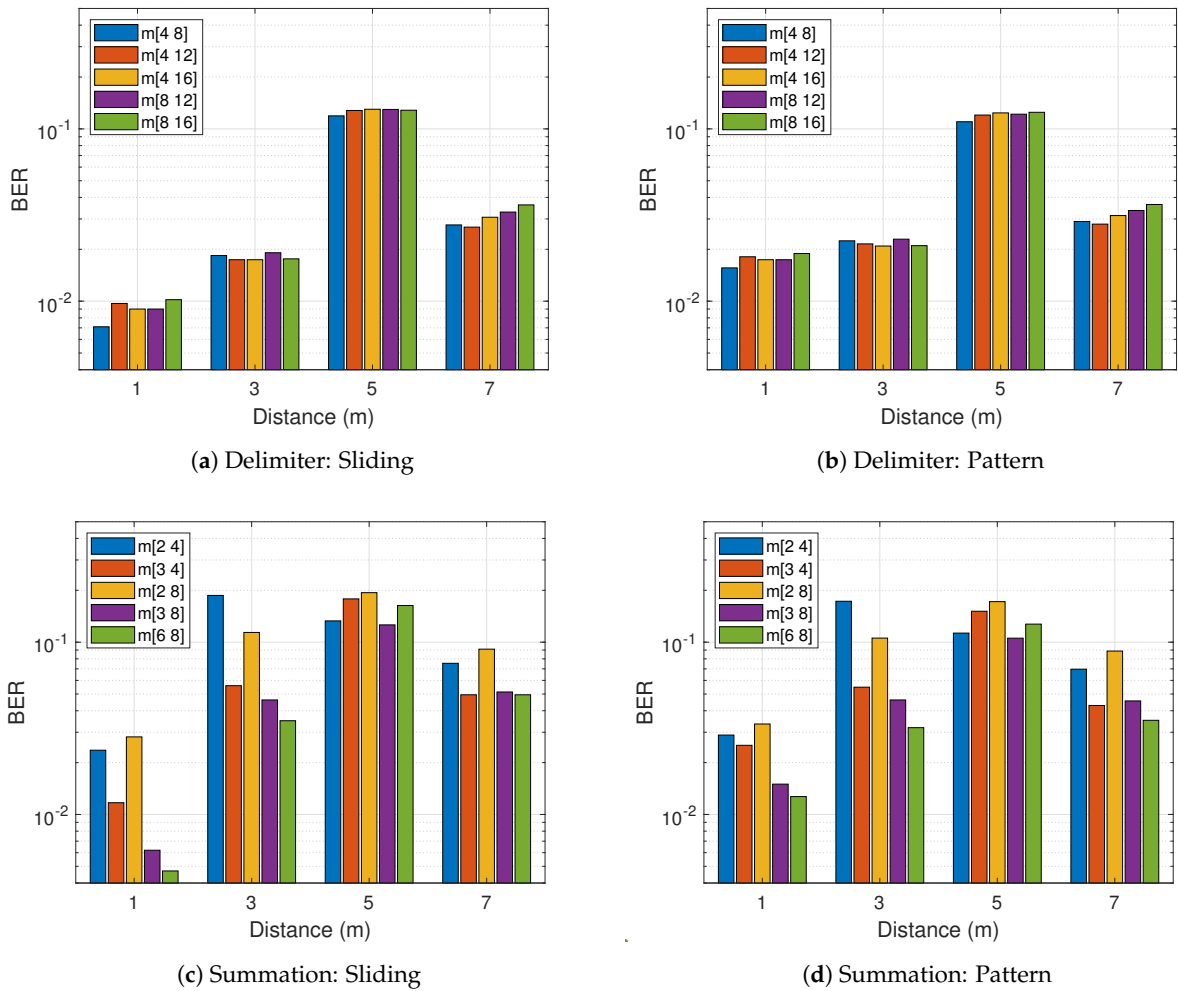 m[4 8]
m[4 12]
m[4 16]
m[8 12]
m[8 16]
10^-1
10^-2
BER
1 3 5 7
Distance (m)
(a) Delimiter: Sliding
m[4 8]
m[4 12]
m[4 16]
m[8 12]
m[8 16]
10^-1
10^-2
BER
1 3 5 7
Distance (m)
(b) Delimiter: Pattern
m[2 4]
m[3 4]
m[2 8]
m[3 8]
m[6 8]
10^-1
10^-2
BER
1 3 5 7
Distance (m)
(c) Summation: Sliding
m[2 4]
m[3 4]
m[2 8]
m[3 8]
m[6 8]
10^-1
10^-2
BER
1 3 5 7
Distance (m)
(d) Summation: Pattern